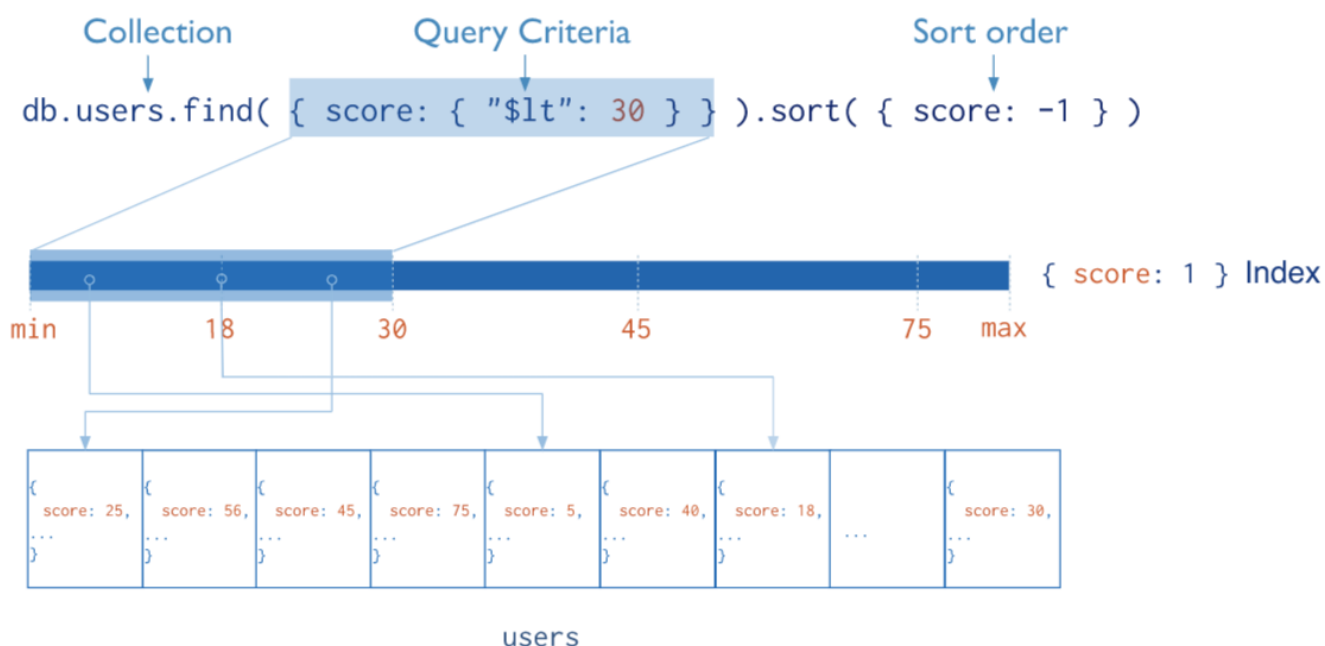 Collection Query Criteria Sort order
db.users.find( { score: { "$lt": 30 } } ).sort( { score: -1 } )
{ score: 1 } Index
min 18 30 45 75 max
{ { { { { { { {
score: 25, score: 56, score: 45, score: 75, score: 5, score: 40, score: 18, score: 30,
... ... ... ... ... ... ... ... ...
} } } } } } } }
users